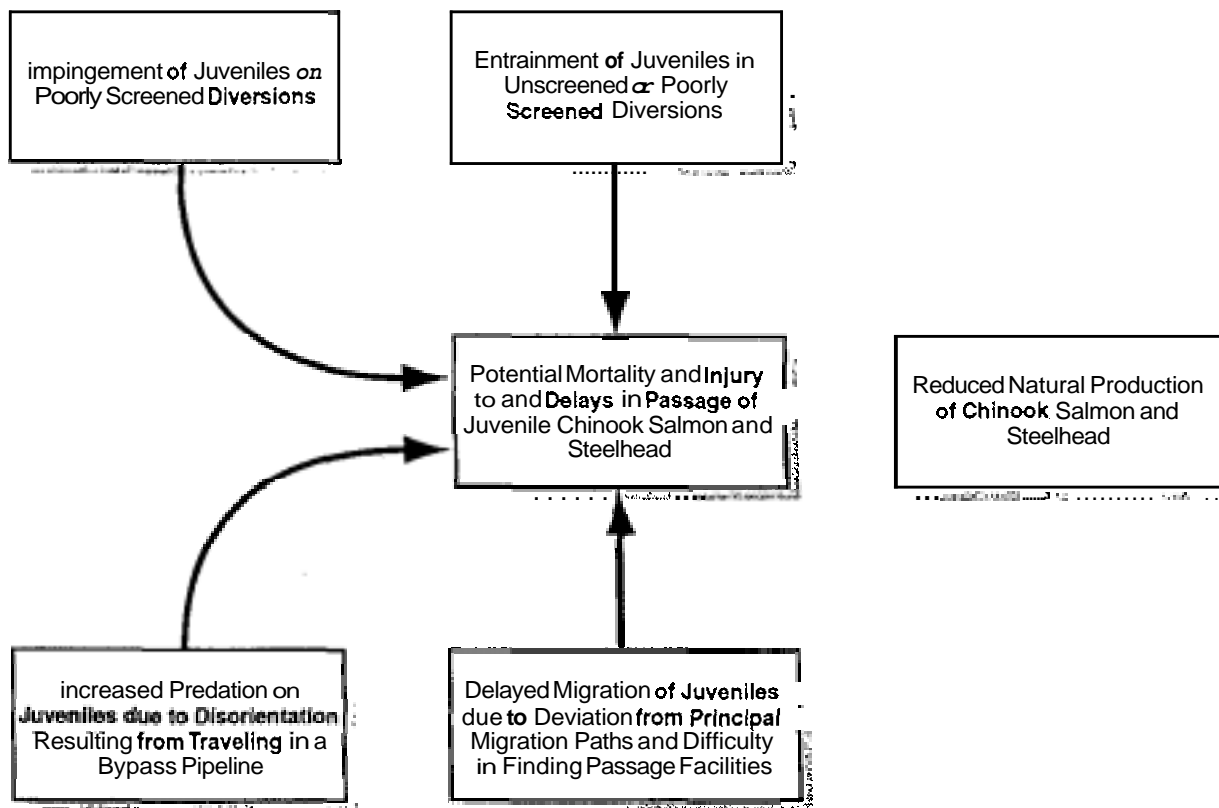 impingement of Juveniles on
Poorly Screened Diversions
Entrainment of Juveniles in
Unscreened or Poorly
Screened Diversions
Potential Mortality and Injury
to and Delays in Passage of
Juvenile Chinook Salmon and
Steelhead
Reduced Natural Production
of Chinook Salmon and
Steelhead
increased Predation on
Juveniles due to Disorientation
Resulting from Traveling in a
Bypass Pipeline
Delayed Migration of Juveniles
due to Deviation from Principal
Migration Paths and Difficulty
in Finding Passage Facilities